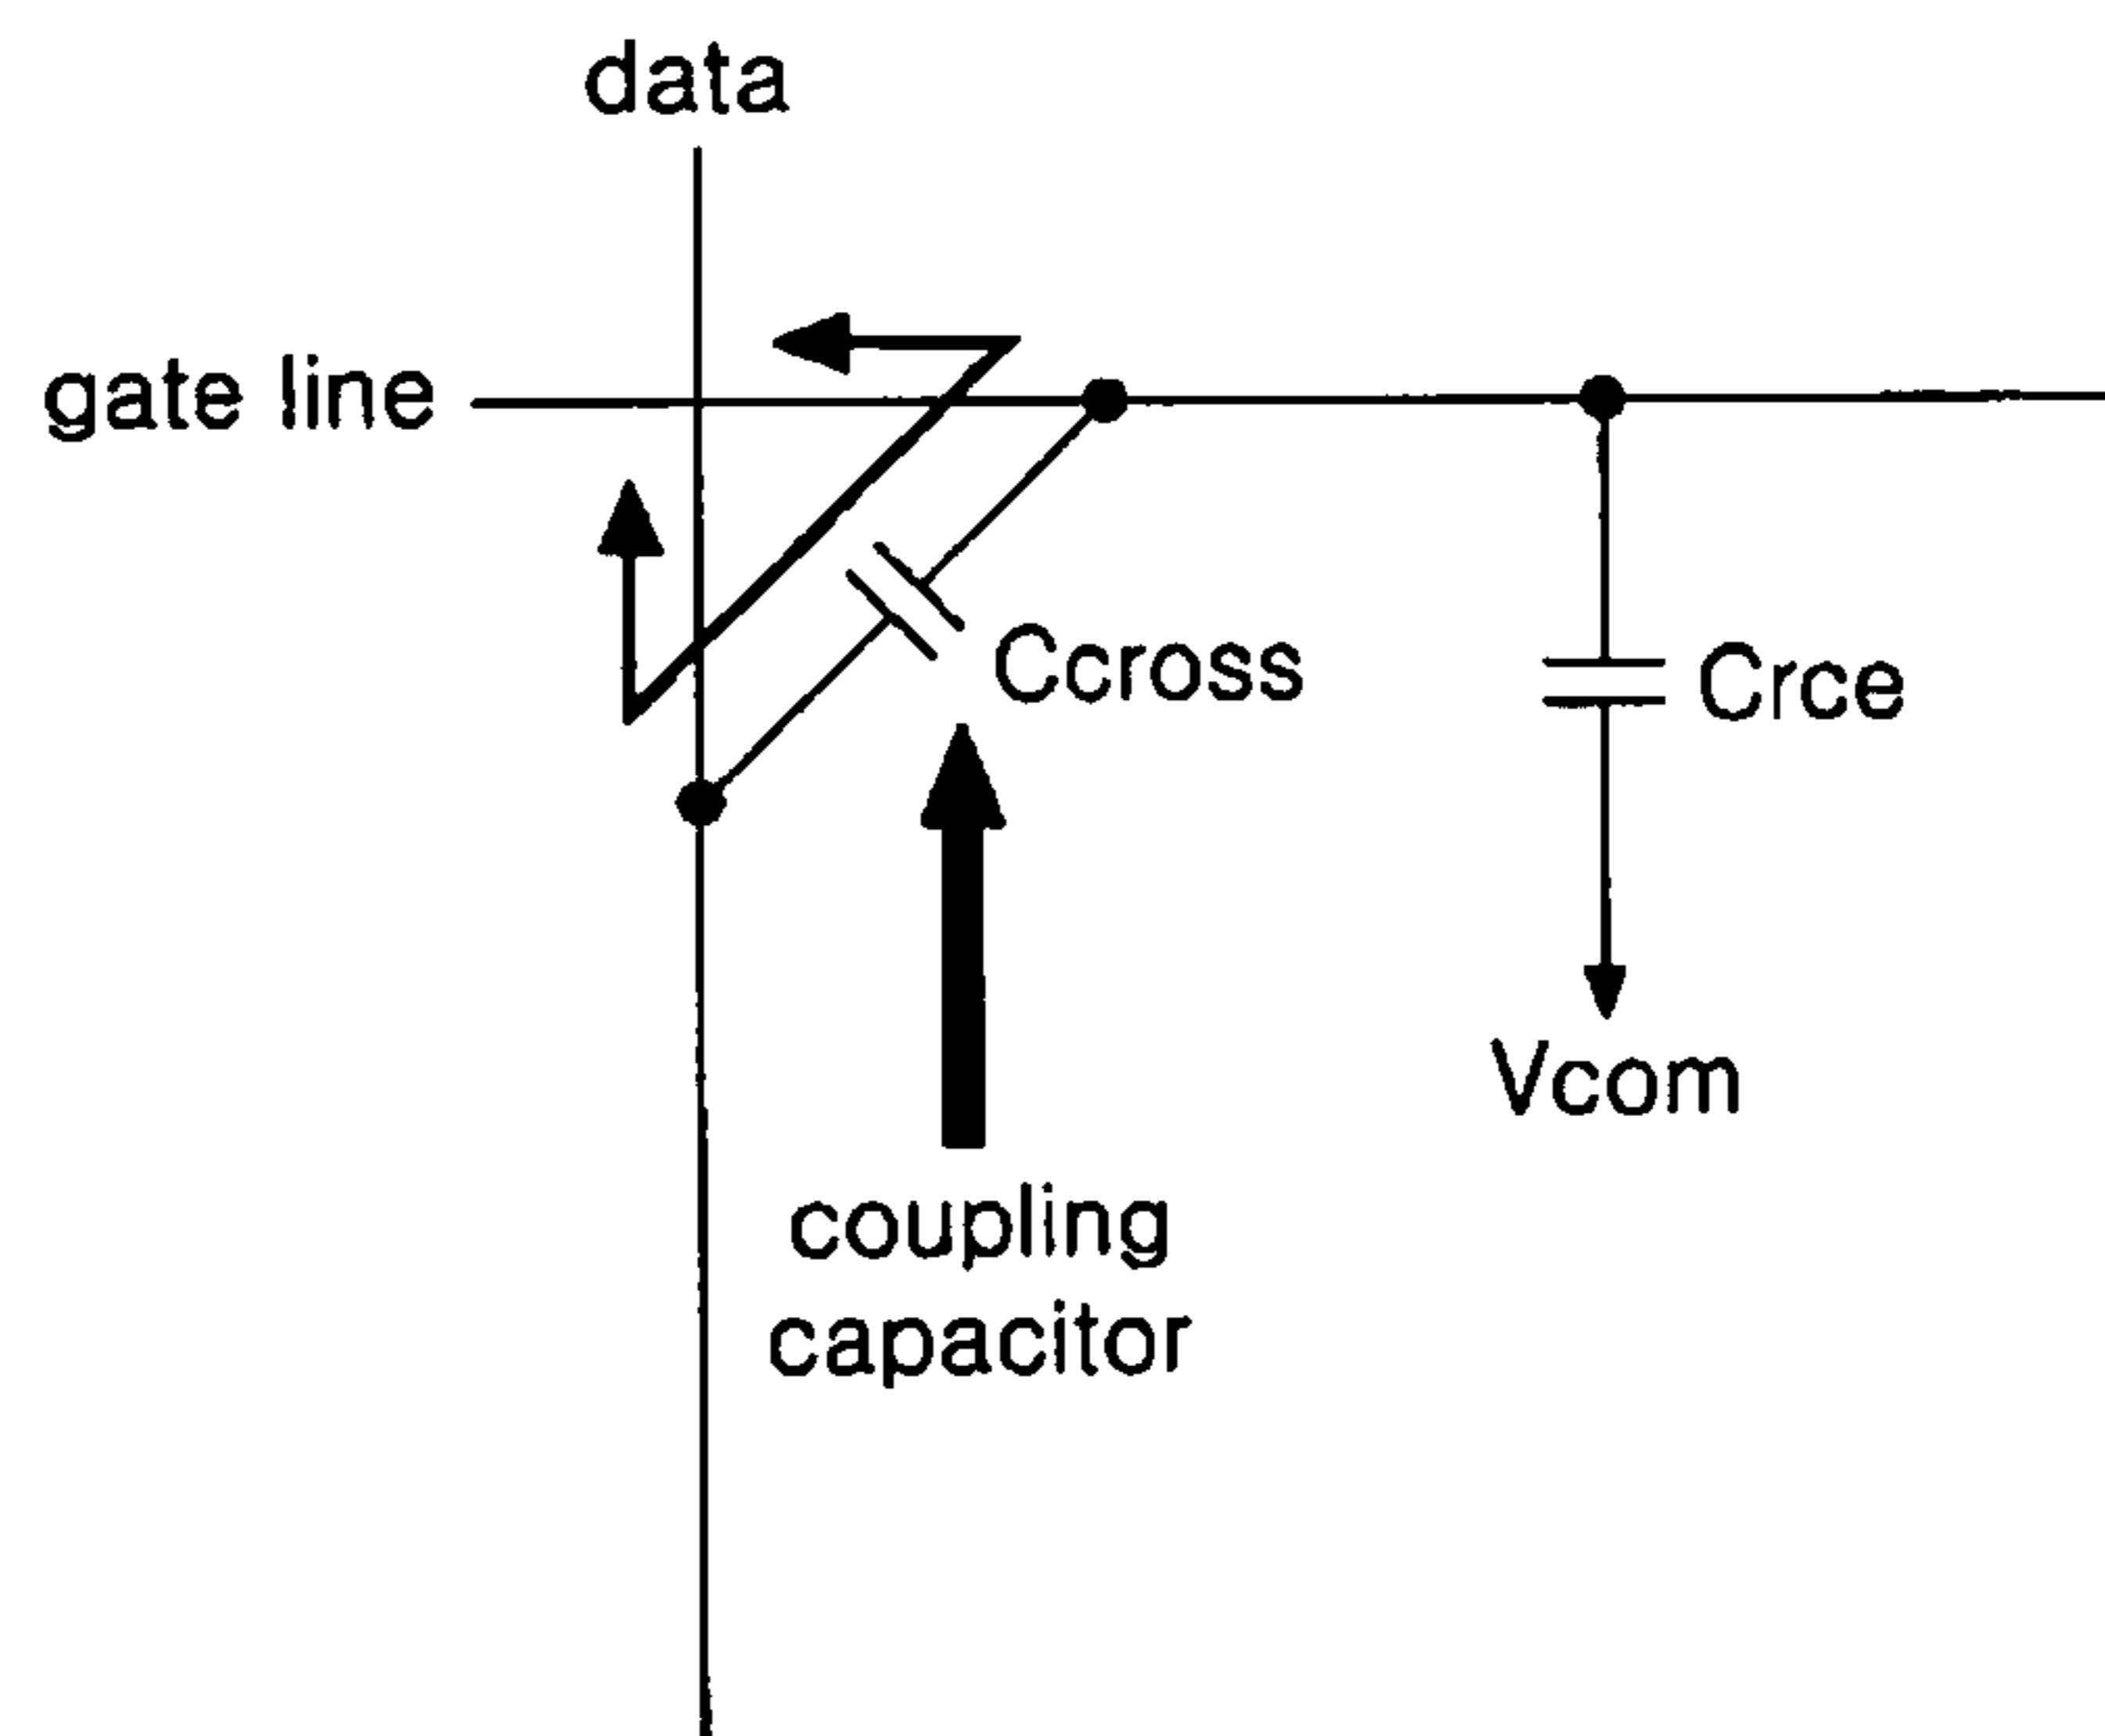 data
gate line
Ccross
Crce
Vcom
coupling
capacitor